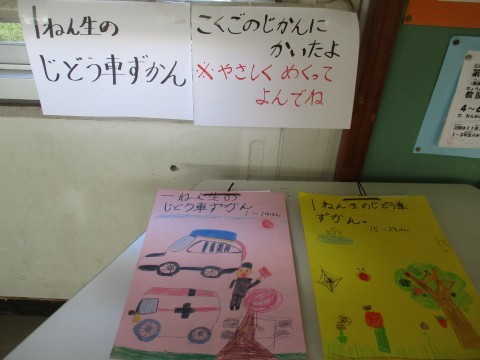 1ねん生の
じどう車ずかん
こくごのじかんに
かいたよ
※やさしく めくって
よんでね
一ねん生の
じどう車ずかん
1ねん生のじどう車
ずかん。